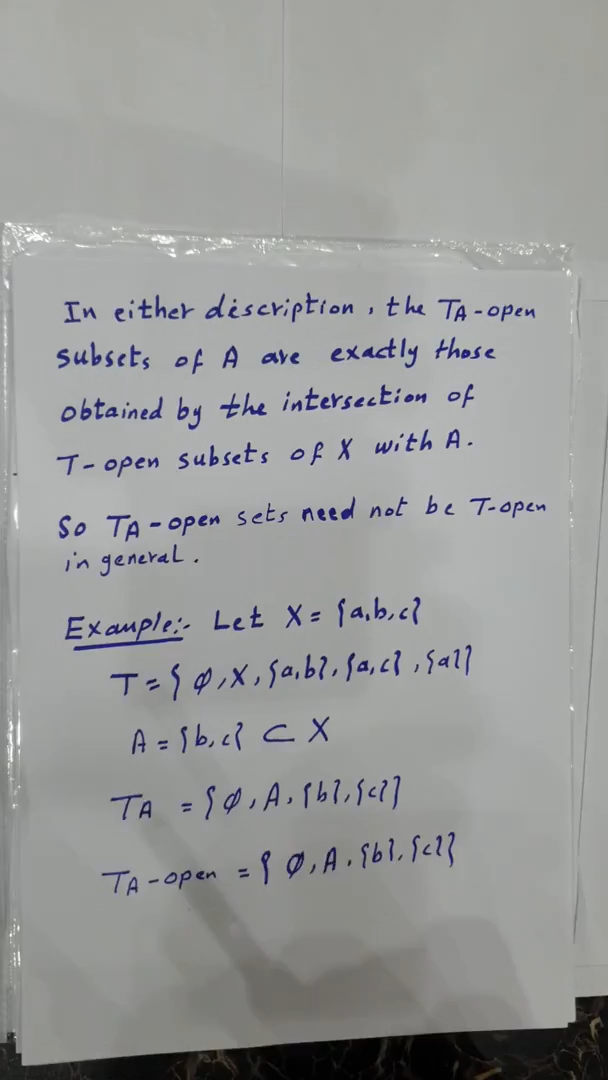 In either discription, the TA-open
subsets of A are exactly those
obtained by the intersection of
T-open subsets of X with A.
So TA-open sets need not be T-open
in general.
Example:- Let X = {a,b,c}
T = { Ø, X, {a,b}, {a,c}, {a}}
A = {b,c} ⊂ X
TA = {Ø, A, {b}, {c}}
TA-open = { Ø, A, {b}, {c}}